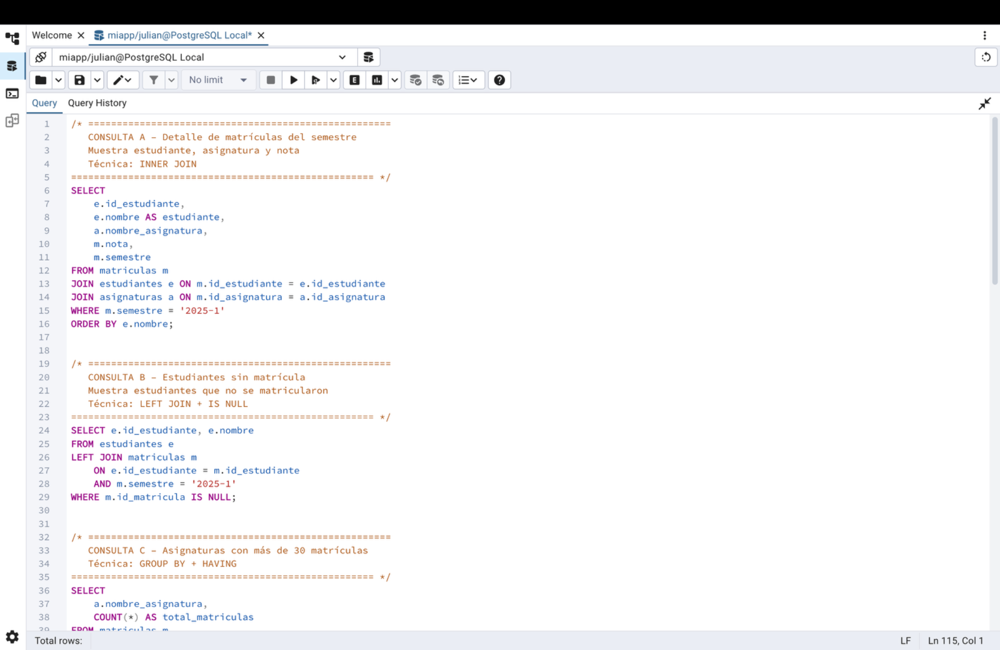 Welcome
miapp/julian@PostgreSQL Local*
miapp/julian@PostgreSQL Local
No limit
E
Query
Query History
1 /* =====================================================
2 CONSULTA A – Detalle de matrículas del semestre
3 Muestra estudiante, asignatura y nota
4 Técnica: INNER JOIN
5 ===================================================== */
6 SELECT
7 e.id_estudiante,
8 e.nombre AS estudiante,
9 a.nombre_asignatura,
10 m.nota,
11 m.semestre
12 FROM matriculas m
13 JOIN estudiantes e ON m.id_estudiante = e.id_estudiante
14 JOIN asignaturas a ON m.id_asignatura = a.id_asignatura
15 WHERE m.semestre = '2025-1'
16 ORDER BY e.nombre;
17
18
19 /* =====================================================
20 CONSULTA B – Estudiantes sin matrícula
21 Muestra estudiantes que no se matricularon
22 Técnica: LEFT JOIN + IS NULL
23 ===================================================== */
24 SELECT e.id_estudiante, e.nombre
25 FROM estudiantes e
26 LEFT JOIN matriculas m
27 ON e.id_estudiante = m.id_estudiante
28 AND m.semestre = '2025-1'
29 WHERE m.id_matricula IS NULL;
30
31
32 /* =====================================================
33 CONSULTA C – Asignaturas con más de 30 matrículas
34 Técnica: GROUP BY + HAVING
35 ===================================================== */
36 SELECT
37 a.nombre_asignatura,
38 COUNT(*) AS total_matriculas
39 FROM matriculas m
Total rows:
LF
Ln 115, Col 1